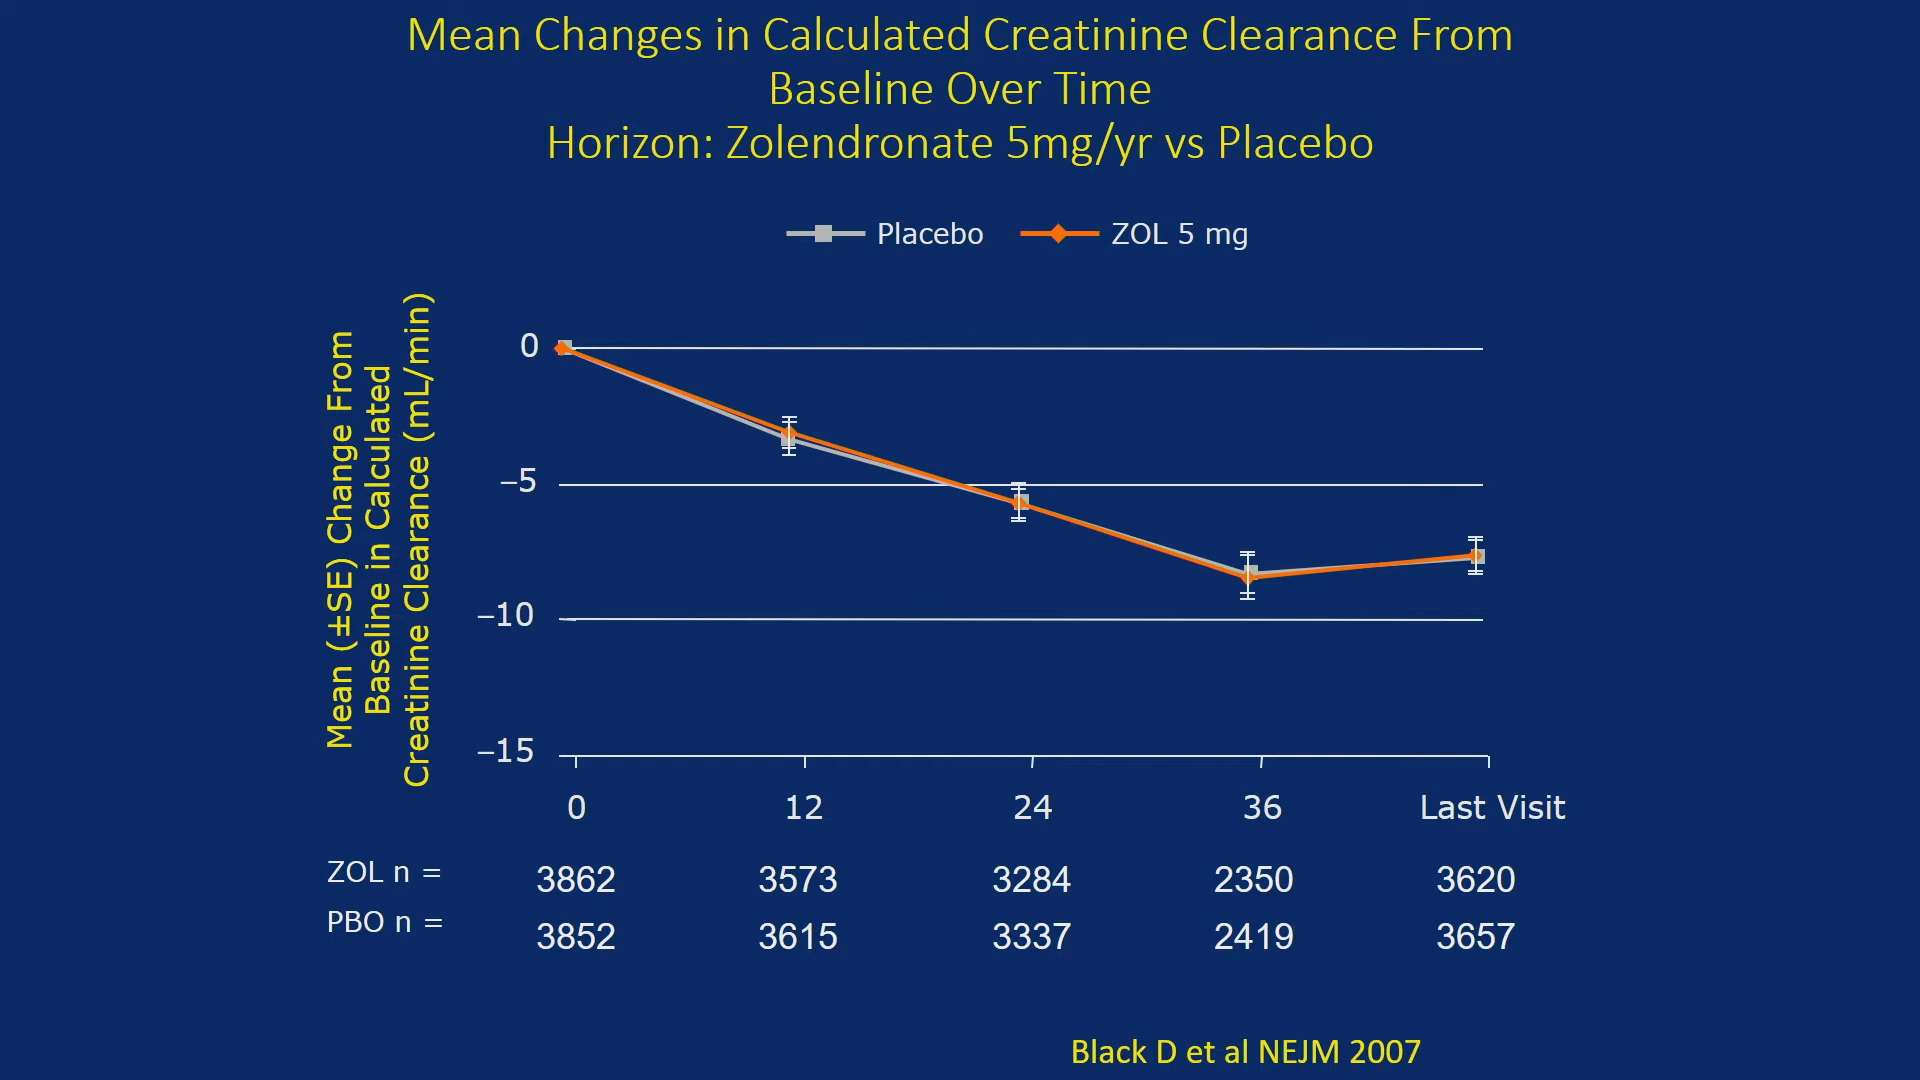 Mean Changes in Calculated Creatinine Clearance From
Baseline Over Time
Horizon: Zolendronate 5mg/yr vs Placebo
Placebo
ZOL 5 mg
Mean (±SE) Change From
Baseline in Calculated
Creatinine Clearance (mL/min)
0
–5
–10
–15
0 12 24 36 Last Visit
ZOL n = 3862 3573 3284 2350 3620
PBO n = 3852 3615 3337 2419 3657
Black D et al NEJM 2007